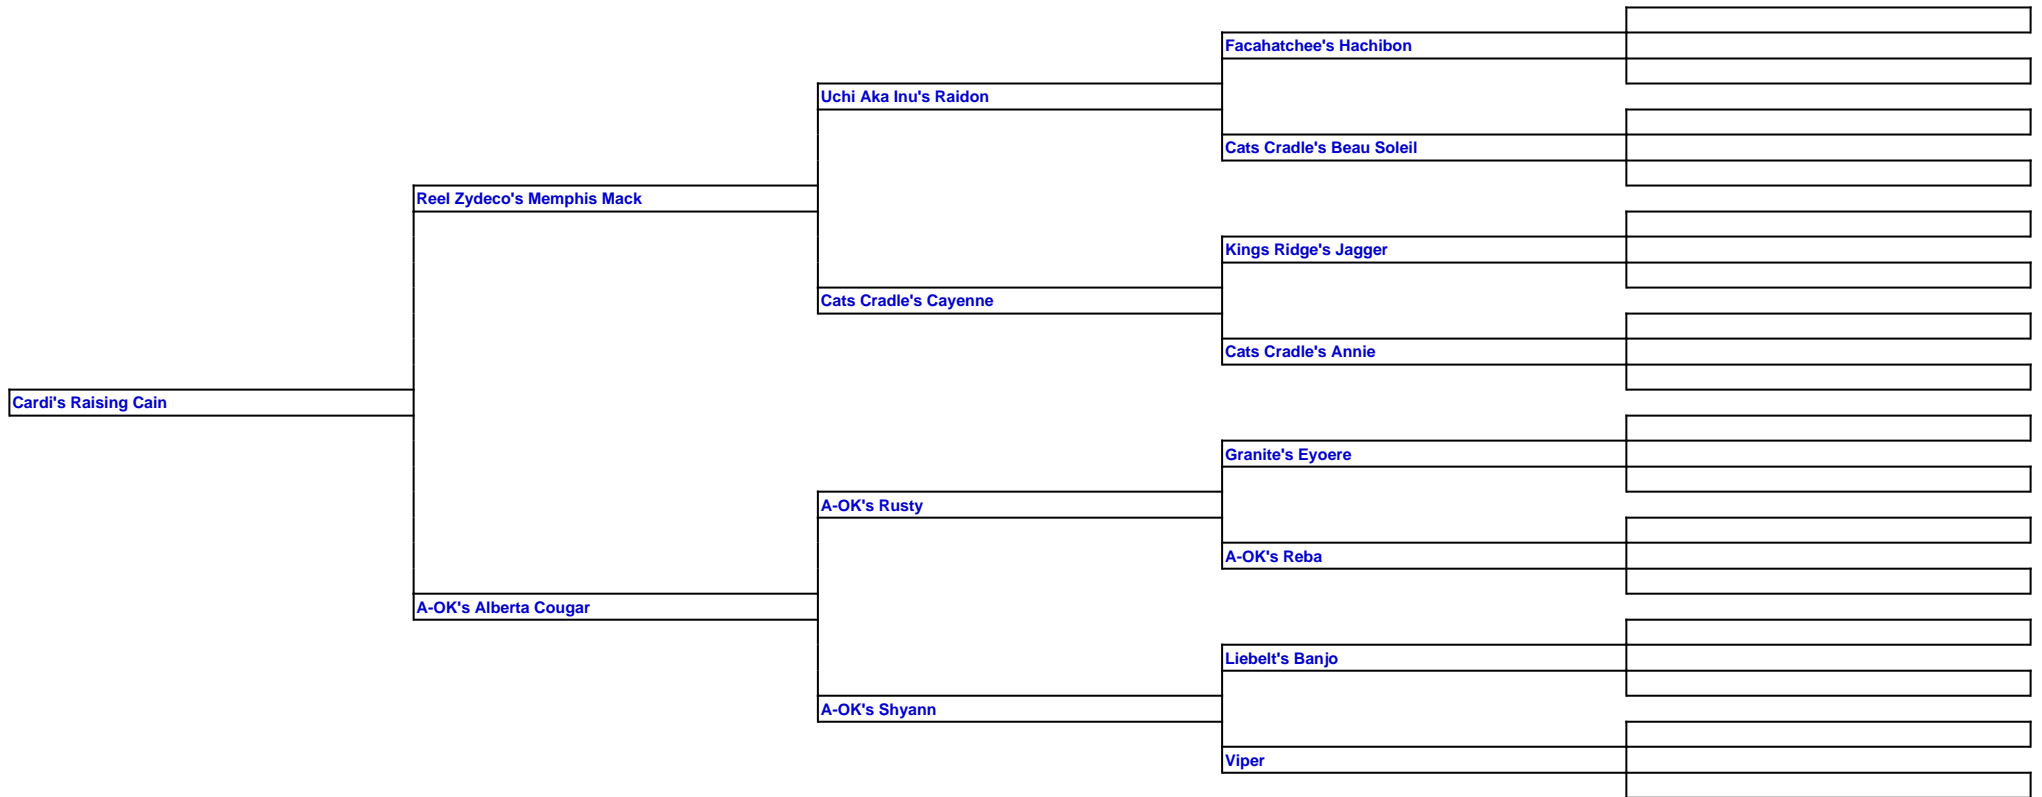 Facahatchee's Hachibon
Uchi Aka Inu's Raidon
Cats Cradle's Beau Soleil
Reel Zydeco's Memphis Mack
Kings Ridge's Jagger
Cats Cradle's Cayenne
Cats Cradle's Annie
Cardi's Raising Cain
Granite's Eyoere
A-OK's Rusty
A-OK's Reba
A-OK's Alberta Cougar
Liebelt's Banjo
A-OK's Shyann
Viper